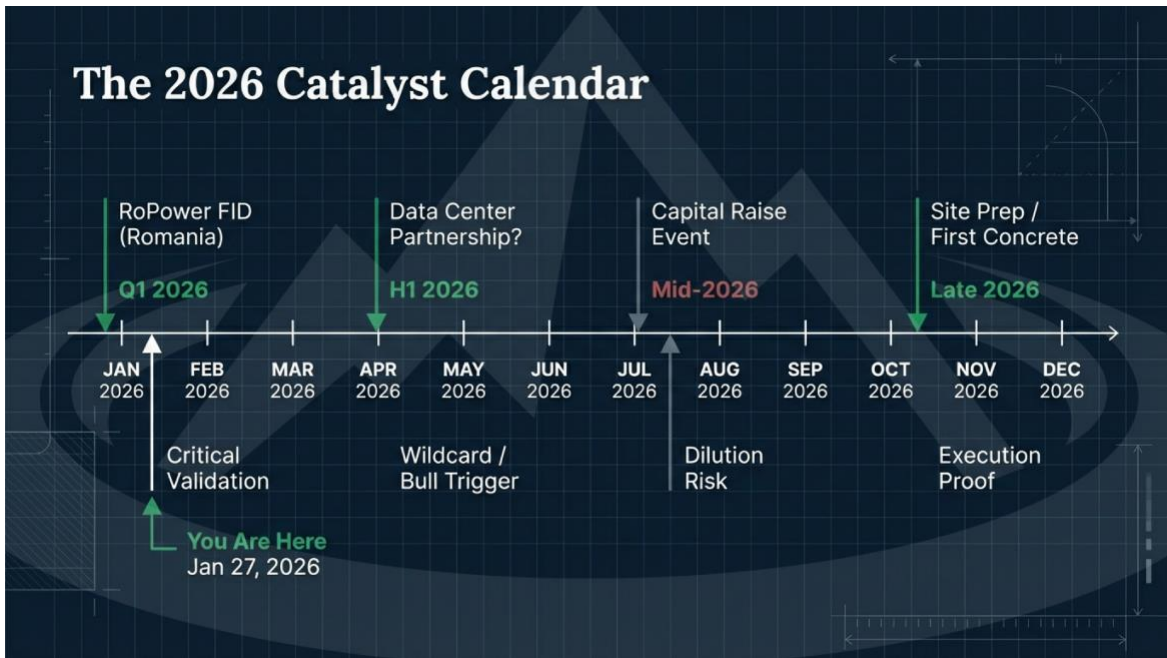 The 2026 Catalyst Calendar
RoPower FID
(Romania)
Q1 2026
Data Center
Partnership?
H1 2026
Capital Raise
Event
Mid-2026
Site Prep /
First Concrete
Late 2026
JAN
2026
FEB
2026
MAR
2026
APR
2026
MAY
2026
JUN
2026
JUL
2026
AUG
2026
SEP
2026
OCT
2026
NOV
2026
DEC
2026
Critical
Validation
Wildcard /
Bull Trigger
Dilution
Risk
Execution
Proof
You Are Here
Jan 27, 2026